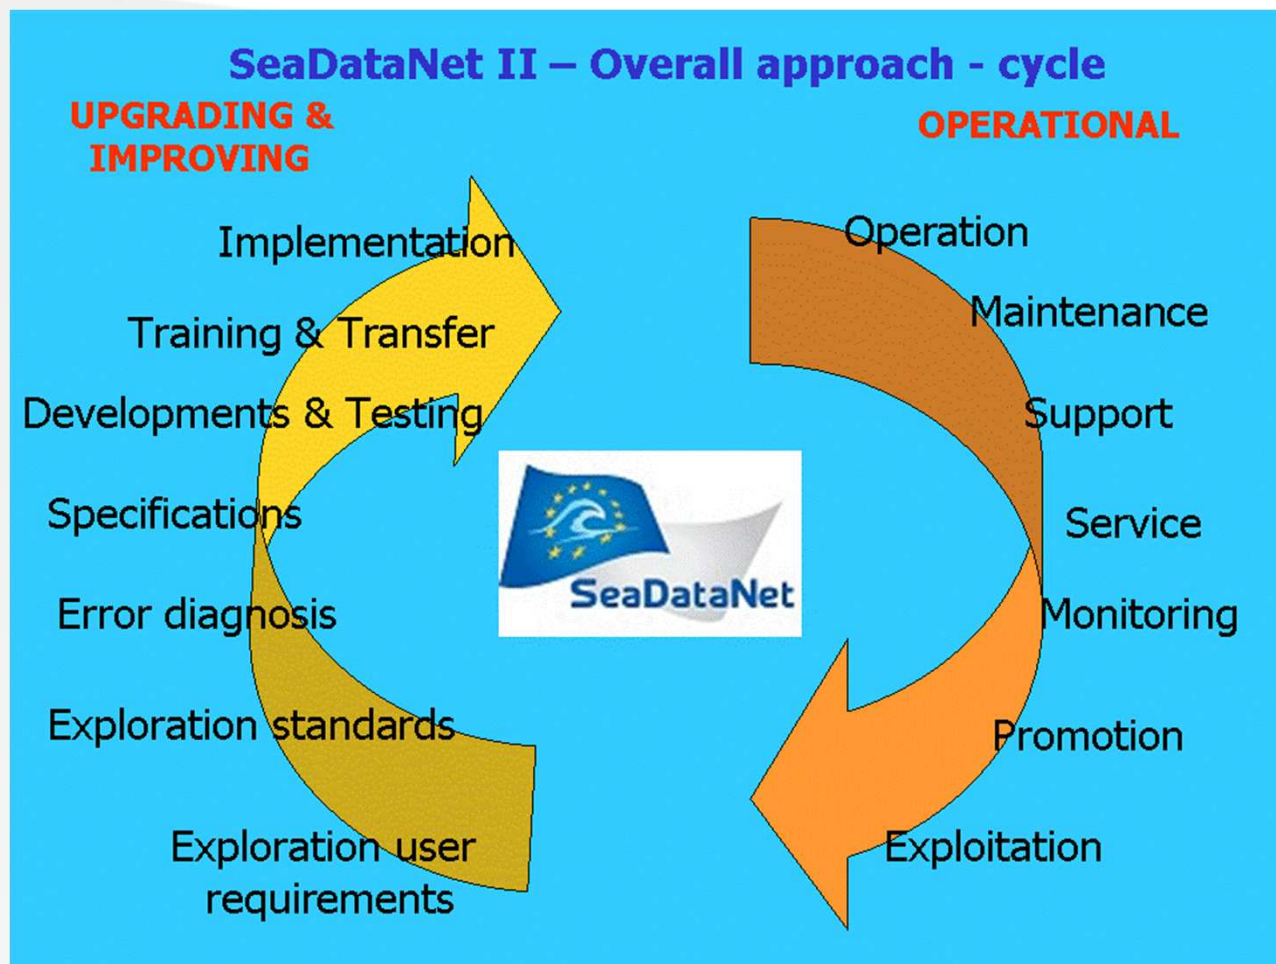 SeaDataNet II – Overall approach - cycle
UPGRADING &
IMPROVING
OPERATIONAL
Implementation
Training & Transfer
Developments & Testing
Specifications
Error diagnosis
Exploration standards
Exploration user
requirements
SeaDataNet
Operation
Maintenance
Support
Service
Monitoring
Promotion
Exploitation